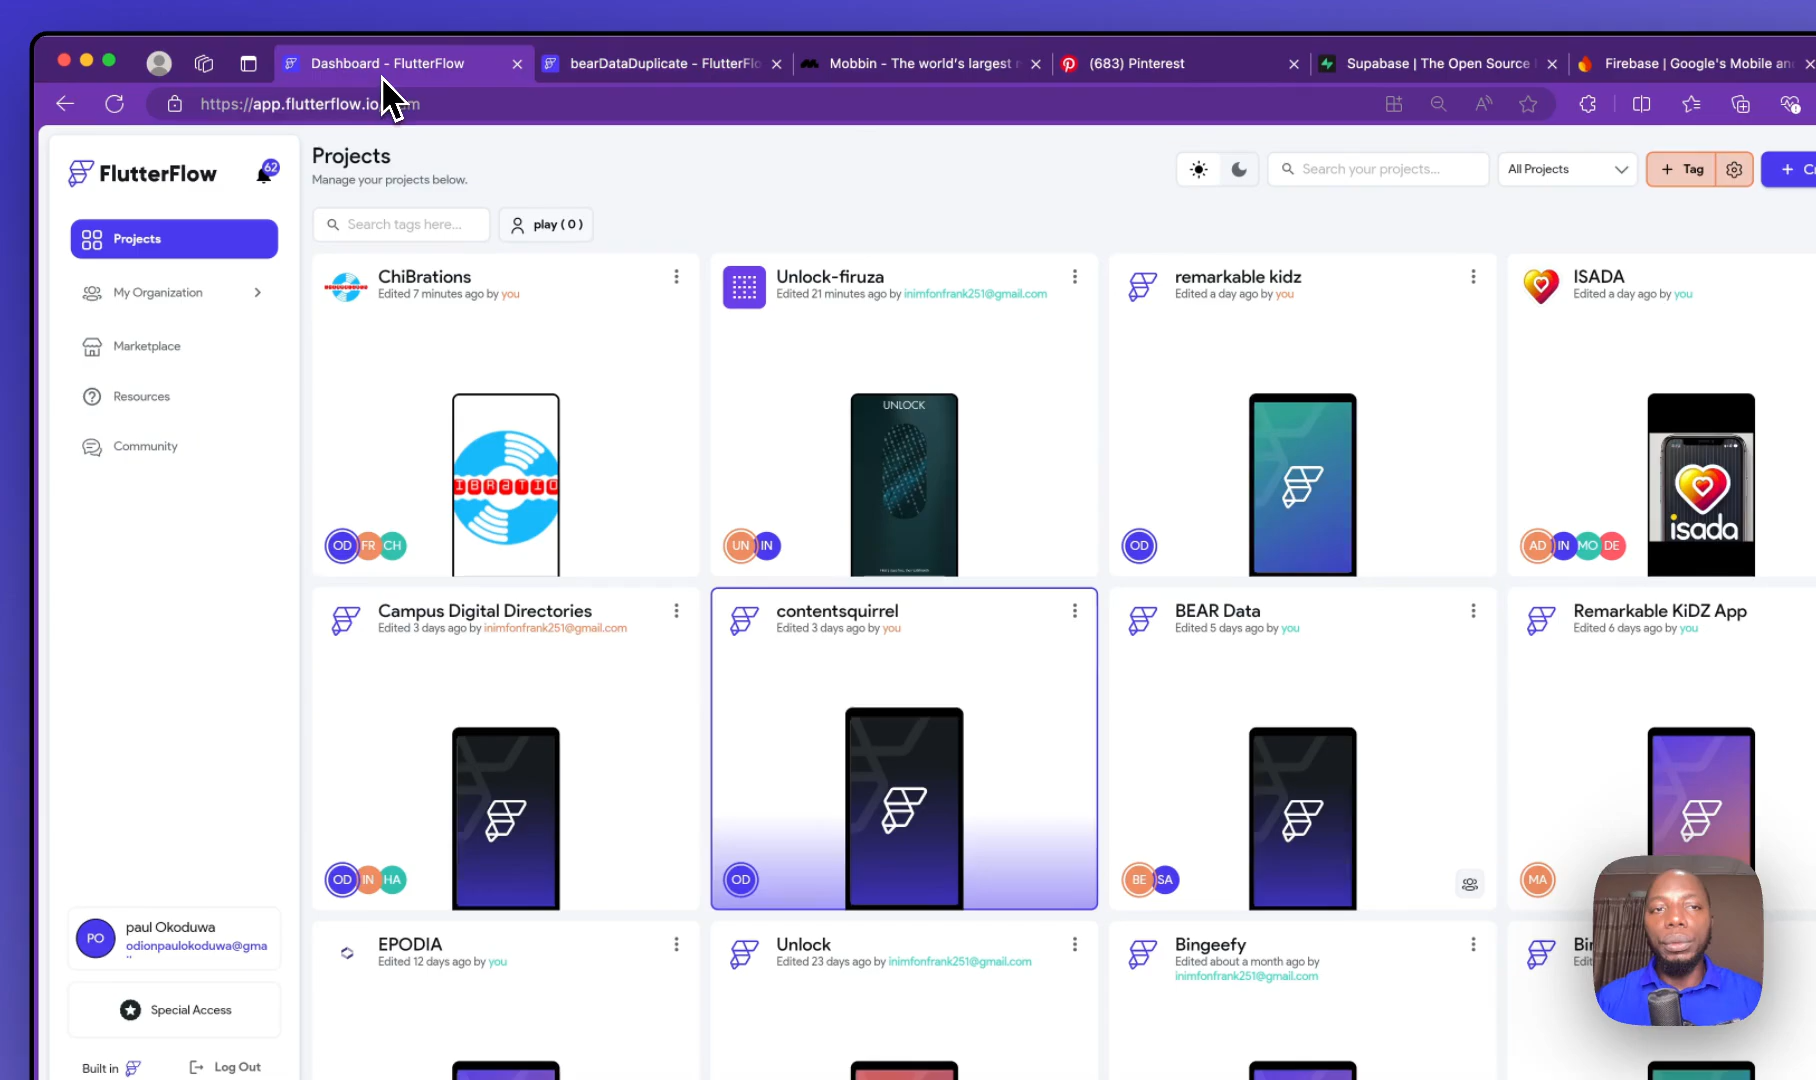 Dashboard - FlutterFlow
bearDataDuplicate - FlutterFlo
Mobbin - The world's largest
(683) Pinterest
Supabase | The Open Source
Firebase | Google's Mobile an
https://app.flutterflow.io
FlutterFlow
62
Projects
Manage your projects below.
Search your projects...
All Projects
+ Tag
+ C
Search tags here...
play ( 0 )
Projects
My Organization
Marketplace
Resources
Community
ChiBrations
Edited 7 minutes ago by you
IBRATIO
OD FR CH
Unlock-firuza
Edited 21 minutes ago by inimfonfrank251@gmail.com
UNLOCK
UN IN
remarkable kidz
Edited a day ago by you
OD
ISADA
Edited a day ago by you
isada
AD IN MO DE
Campus Digital Directories
Edited 3 days ago by inimfonfrank251@gmail.com
OD IN HA
contentsquirrel
Edited 3 days ago by you
OD
BEAR Data
Edited 5 days ago by you
BE SA
Remarkable KiDZ App
Edited 6 days ago by you
MA
EPODIA
Edited 12 days ago by you
Unlock
Edited 23 days ago by inimfonfrank251@gmail.com
Bingeefy
Edited about a month ago by
inimfonfrank251@gmail.com
PO
paul Okoduwa
odionpaulokoduwa@gma
Special Access
Built in
Log Out